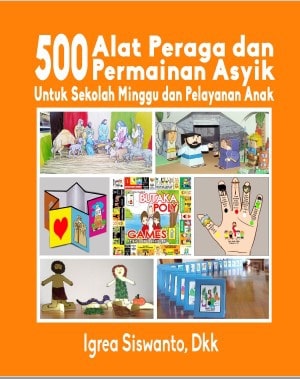 500 Alat Peraga dan
Permainan Asyik
Untuk Sekolah Minggu dan Pelayanan Anak
BUTAKA
POLY
GAMES
Igrea Siswanto, Dkk